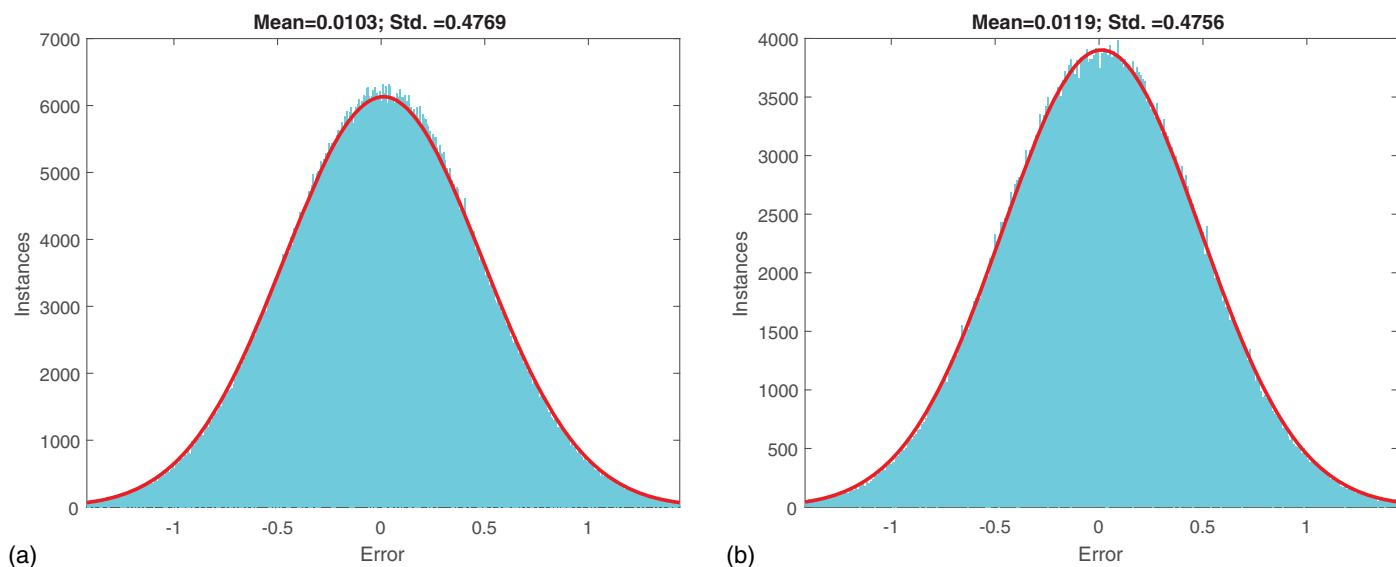 Mean=0.0103; Std. =0.4769
7000
6000
5000
4000
3000
2000
1000
0
Instances
-1 -0.5 0 0.5 1
Error
(a)
Mean=0.0119; Std. =0.4756
4000
3500
3000
2500
2000
1500
1000
500
0
Instances
-1 -0.5 0 0.5 1
Error
(b)